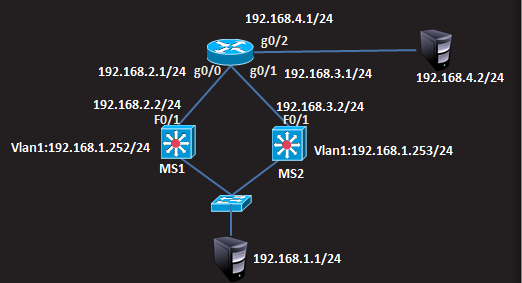 192.168.4.1/24
g0/2
192.168.2.1/24 g0/0 g0/1 192.168.3.1/24
192.168.4.2/24
192.168.2.2/24 192.168.3.2/24
F0/1 F0/1
Vlan1:192.168.1.252/24 Vlan1:192.168.1.253/24
MS1 MS2
192.168.1.1/24